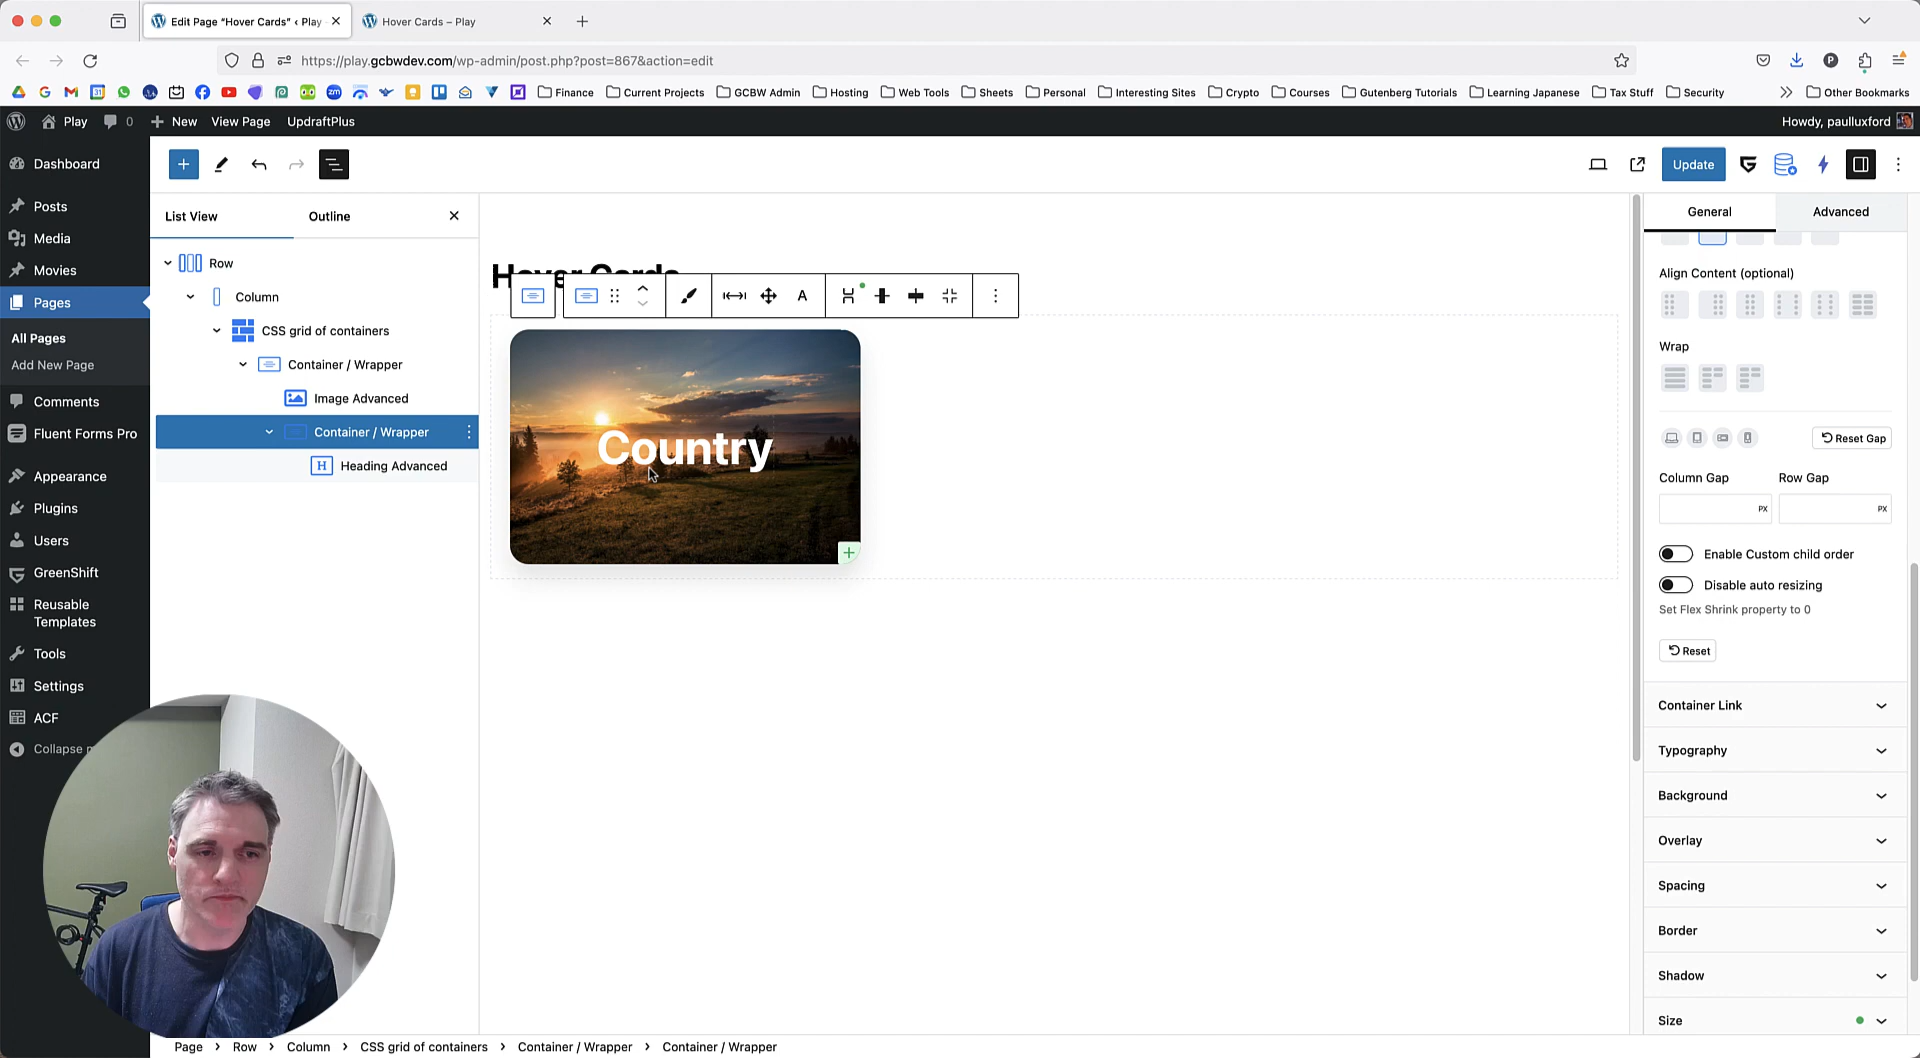 Edit Page “Hover Cards” ‹ Play
Hover Cards – Play
https://play.gcbwdev.com/wp-admin/post.php?post=867&action=edit
Finance
Current Projects
GCBW Admin
Hosting
Web Tools
Sheets
Personal
Interesting Sites
Crypto
Courses
Gutenberg Tutorials
Learning Japanese
Tax Stuff
Security
Other Bookmarks
Play
0
New
View Page
UpdraftPlus
Howdy, paulluxford
Dashboard
Posts
Media
Movies
Pages
All Pages
Add New Page
Comments
Fluent Forms Pro
Appearance
Plugins
Users
GreenShift
Reusable
Templates
Tools
Settings
ACF
Collapse
List View
Outline
Row
Column
CSS grid of containers
Container / Wrapper
Image Advanced
Container / Wrapper
Heading Advanced
Hover Cards
Country
Update
General
Advanced
Align Content (optional)
Wrap
Reset Gap
Column Gap
Row Gap
PX
PX
Enable Custom child order
Disable auto resizing
Set Flex Shrink property to 0
Reset
Container Link
Typography
Background
Overlay
Spacing
Border
Shadow
Size
Page › Row › Column › CSS grid of containers › Container / Wrapper › Container / Wrapper